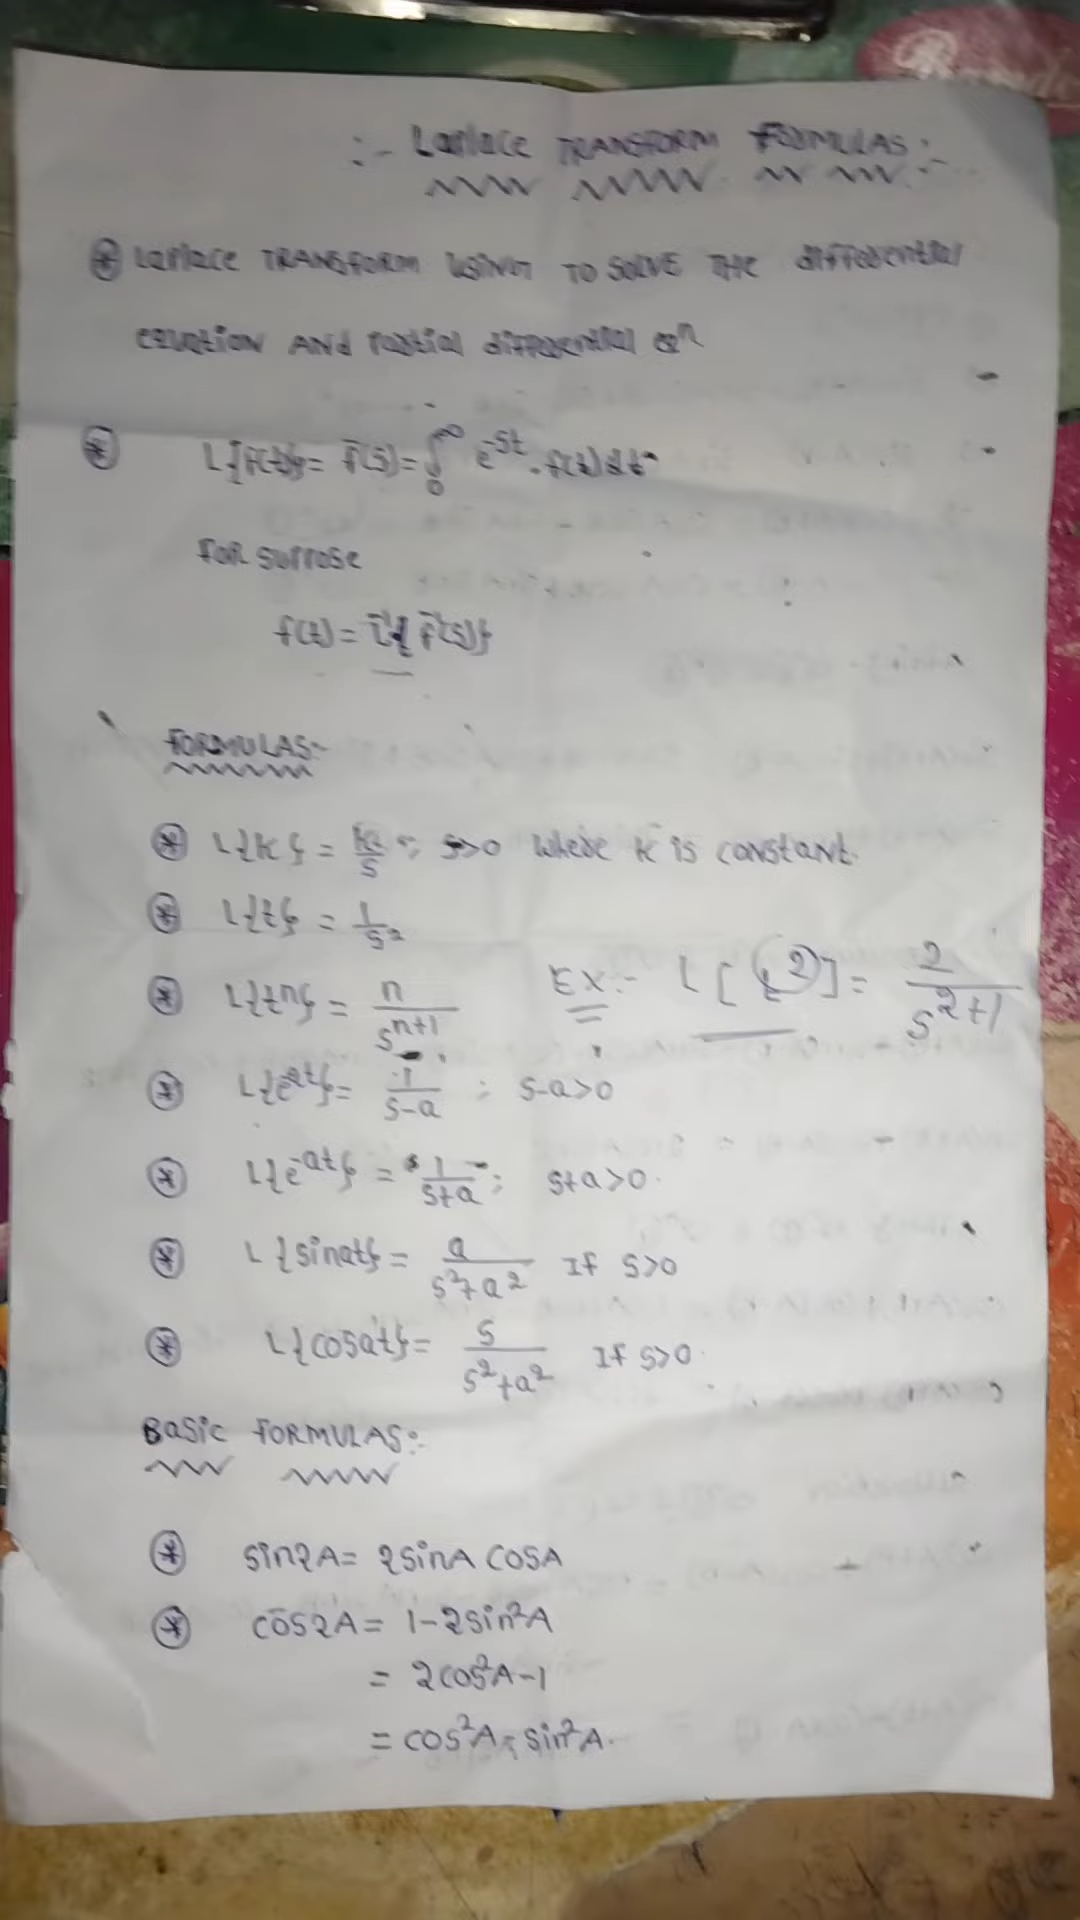 :- Laplace TRANSFORM FORMULAS:-
⊛ Laplace TRANSFORM USING TO SOLVE THE differential
equation AND partial differential eqn
⊛ L{f(t)} = f̄(s) = ∫₀^∞ e^-st . f(t) dt
FOR suppose
f(t) = L⁻¹{f̄(s)}
FORMULAS:-
⊛ L{k} = k/s ; s>0 where k is constant.
⊛ L{t} = 1/s²
⊛ L{tn} = n/s^n+1 EX:- L[t²] = 2/s^2+1
⊛ L{e^at} = 1/s-a ; s-a>0
⊛ L{e^-at} = 1/s+a ; s+a>0.
⊛ L{sinat} = a/s²+a² If s>0
⊛ L{cosat} = s/s²+a² If s>0.
Basic FORMULAS:-
⊛ sin2A = 2sinA cosA
⊛ cos2A = 1-2sin²A
= 2cos²A-1
= cos²A-sin²A.